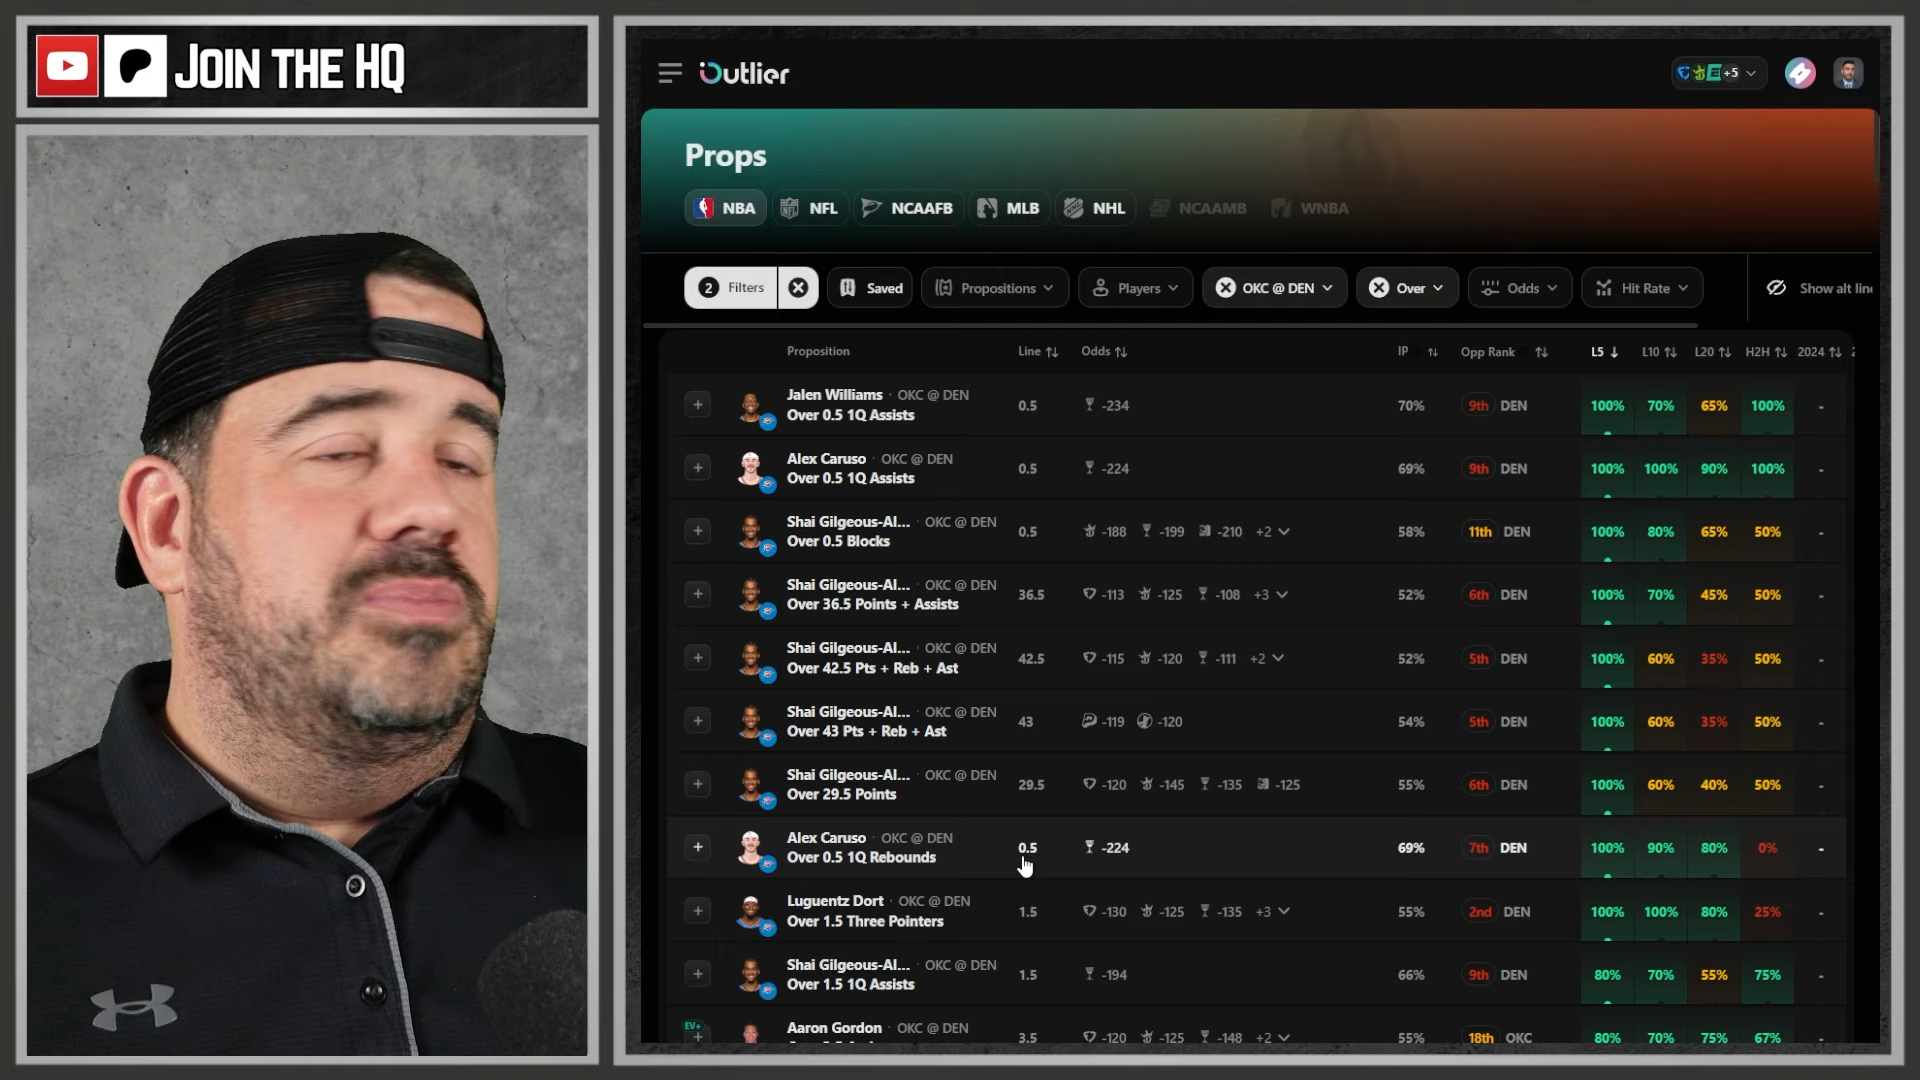 JOIN THE HQ
Outlier
+5
Props
NBA NFL NCAAFB MLB NHL NCAAMB WNBA
2 Filters Saved Propositions Players OKC @ DEN Over Odds Hit Rate Show alt line
Proposition Line Odds IP Opp Rank L5 L10 L20 H2H 2024 2
Jalen Williams · OKC @ DEN
Over 0.5 1Q Assists 0.5 -234 70% 9th DEN 100% 70% 65% 100% -
Alex Caruso · OKC @ DEN
Over 0.5 1Q Assists 0.5 -224 69% 9th DEN 100% 100% 90% 100% -
Shai Gilgeous-Al... · OKC @ DEN
Over 0.5 Blocks 0.5 -188 -199 -210 +2 58% 11th DEN 100% 80% 65% 50% -
Shai Gilgeous-Al... · OKC @ DEN
Over 36.5 Points + Assists 36.5 -113 -125 -108 +3 52% 6th DEN 100% 70% 45% 50% -
Shai Gilgeous-Al... · OKC @ DEN
Over 42.5 Pts + Reb + Ast 42.5 -115 -120 -111 +2 52% 5th DEN 100% 60% 35% 50% -
Shai Gilgeous-Al... · OKC @ DEN
Over 43 Pts + Reb + Ast 43 -119 -120 54% 5th DEN 100% 60% 35% 50% -
Shai Gilgeous-Al... · OKC @ DEN
Over 29.5 Points 29.5 -120 -145 -135 -125 55% 6th DEN 100% 60% 40% 50% -
Alex Caruso · OKC @ DEN
Over 0.5 1Q Rebounds 0.5 -224 69% 7th DEN 100% 90% 80% 0% -
Luguentz Dort · OKC @ DEN
Over 1.5 Three Pointers 1.5 -130 -125 -135 +3 55% 2nd DEN 100% 100% 80% 25% -
Shai Gilgeous-Al... · OKC @ DEN
Over 1.5 1Q Assists 1.5 -194 66% 9th DEN 80% 70% 55% 75% -
EV+ Aaron Gordon · OKC @ DEN
3.5 -120 -125 -148 +2 55% 18th OKC 80% 70% 75% 67%